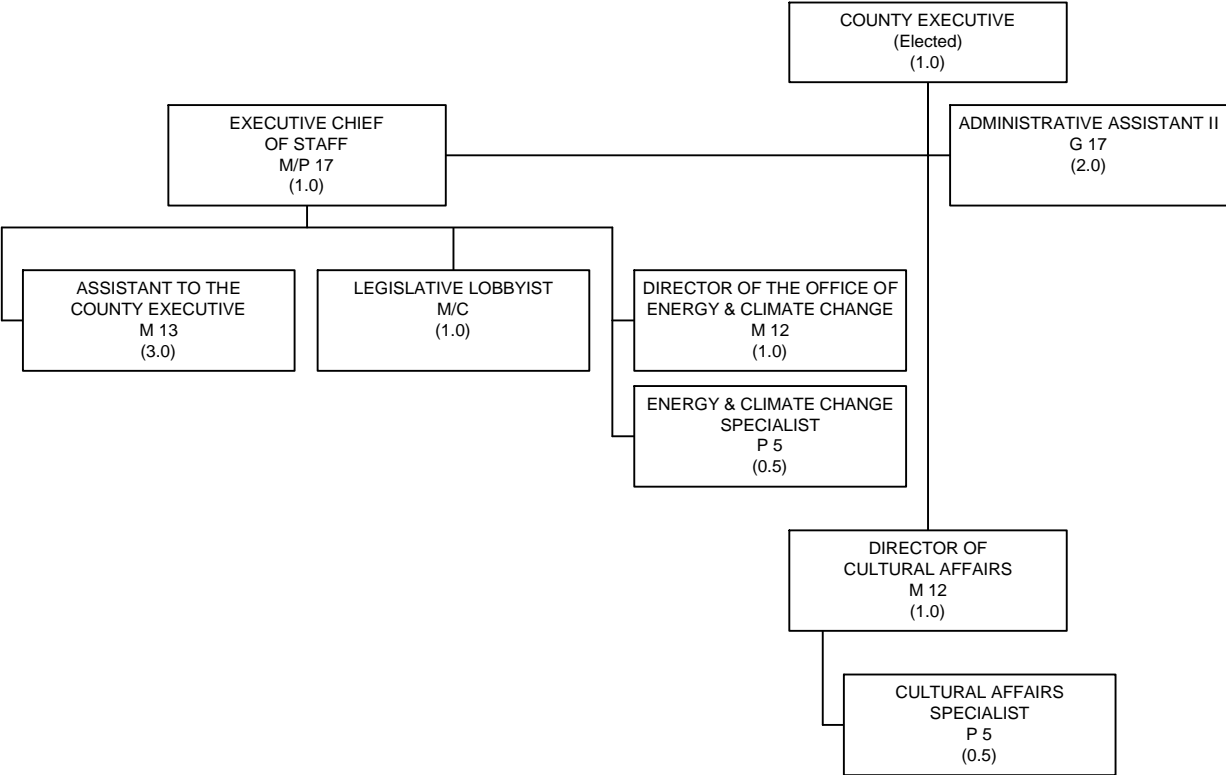 COUNTY EXECUTIVE
(Elected)
(1.0)
EXECUTIVE CHIEF
OF STAFF
M/P 17
(1.0)
ADMINISTRATIVE ASSISTANT II
G 17
(2.0)
ASSISTANT TO THE
COUNTY EXECUTIVE
M 13
(3.0)
LEGISLATIVE LOBBYIST
M/C
(1.0)
DIRECTOR OF THE OFFICE OF
ENERGY & CLIMATE CHANGE
M 12
(1.0)
ENERGY & CLIMATE CHANGE
SPECIALIST
P 5
(0.5)
DIRECTOR OF
CULTURAL AFFAIRS
M 12
(1.0)
CULTURAL AFFAIRS
SPECIALIST
P 5
(0.5)